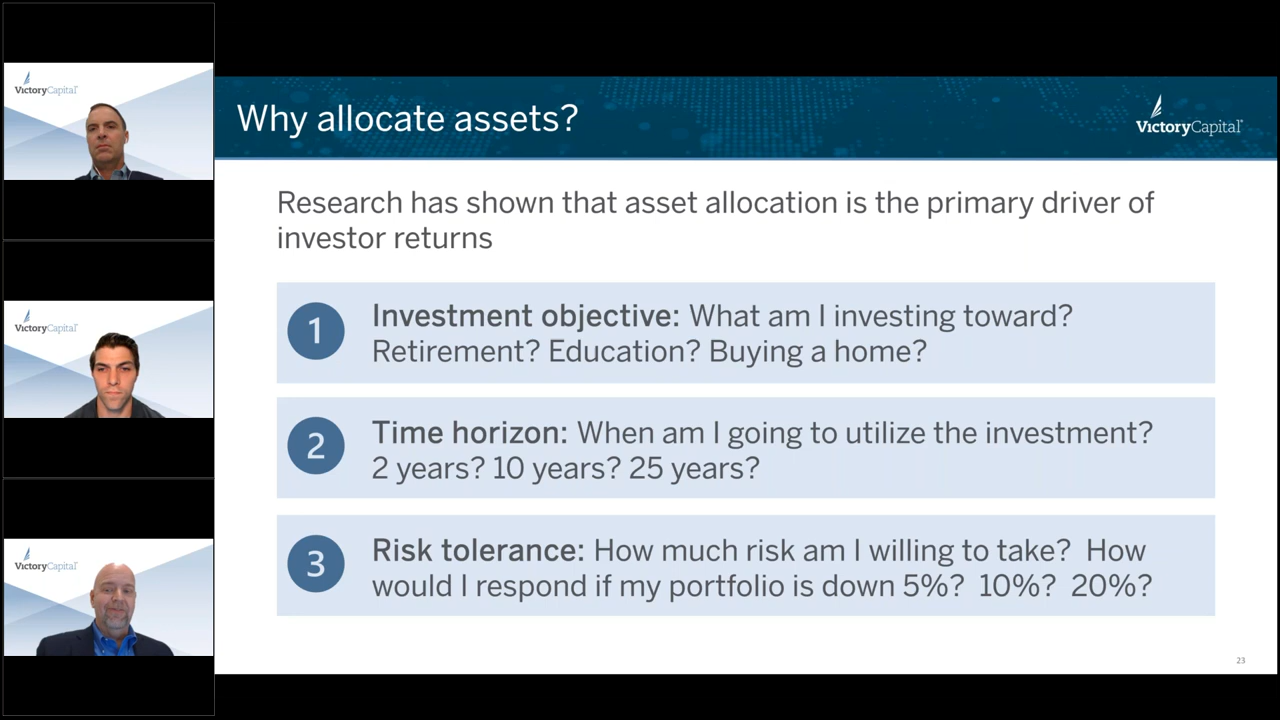 VictoryCapital
VictoryCapital
VictoryCapital
Why allocate assets?
VictoryCapital
Research has shown that asset allocation is the primary driver of
investor returns
1
Investment objective: What am I investing toward?
Retirement? Education? Buying a home?
2
Time horizon: When am I going to utilize the investment?
2 years? 10 years? 25 years?
3
Risk tolerance: How much risk am I willing to take?  How
would I respond if my portfolio is down 5%?  10%?  20%?
23